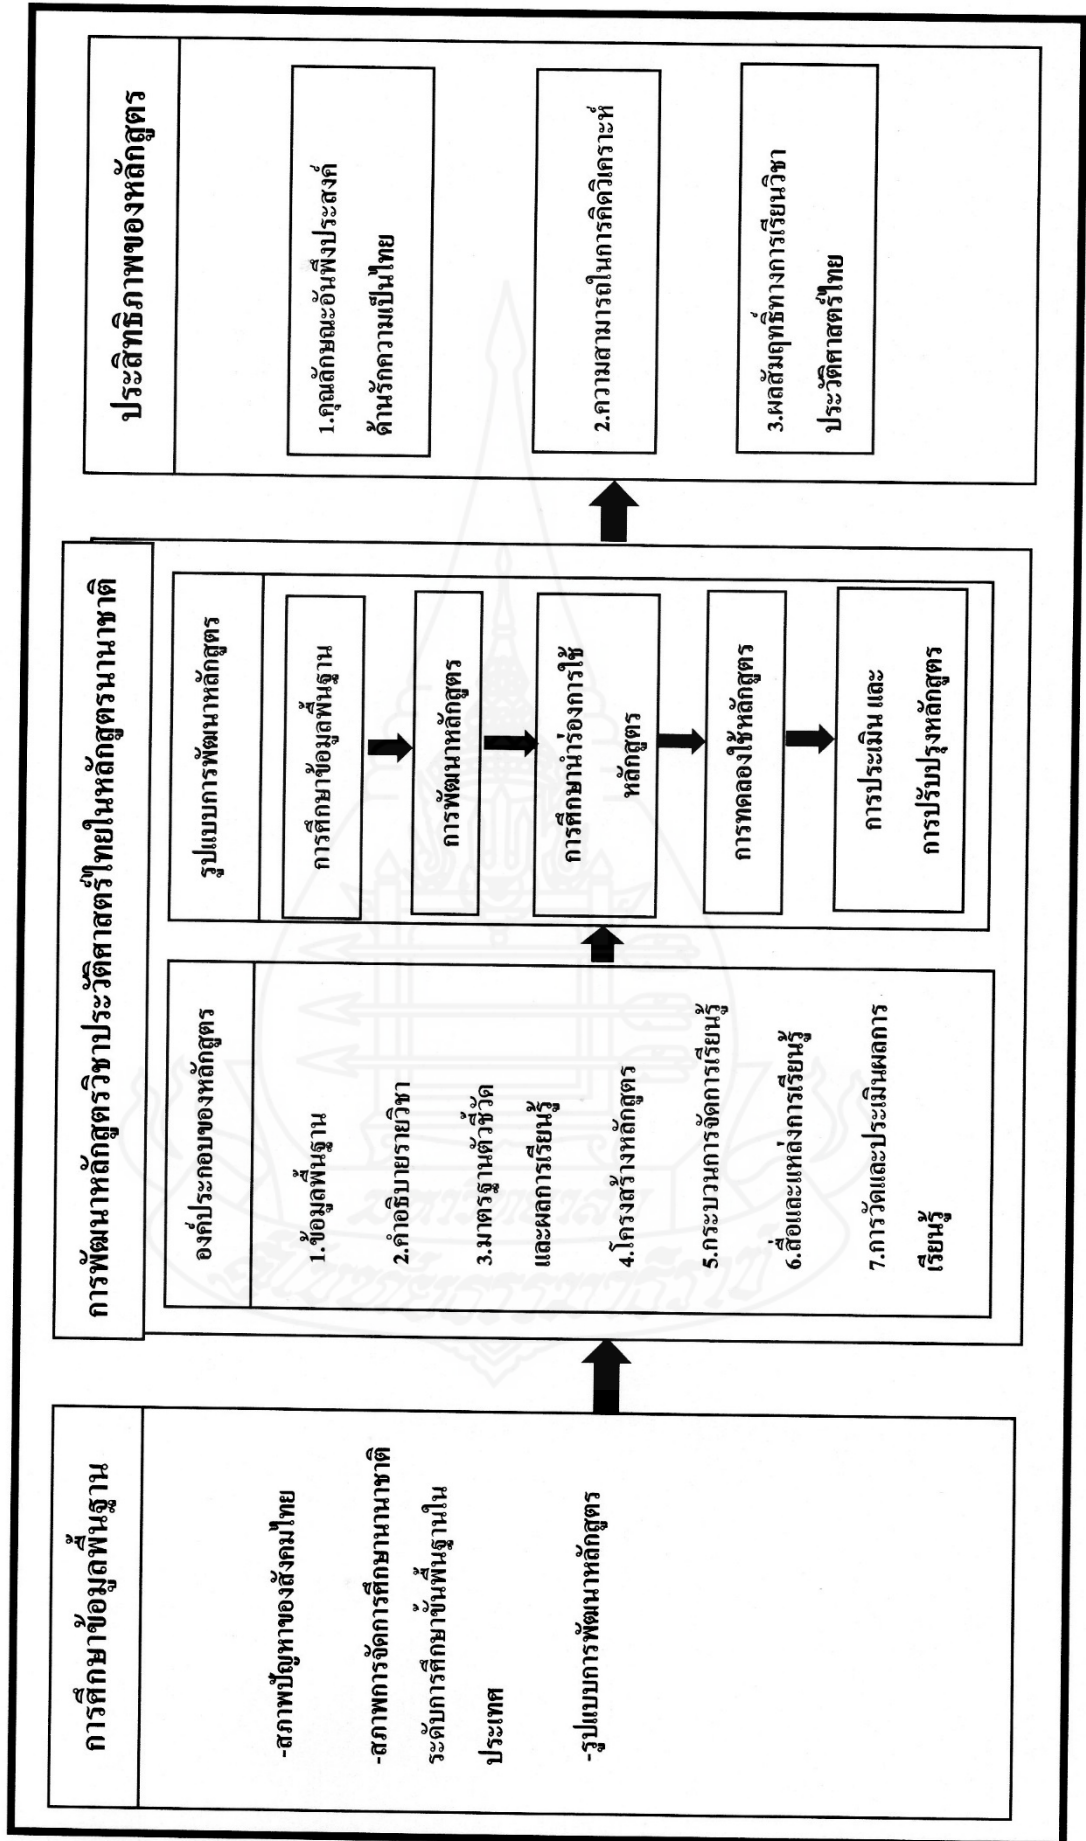 การศึกษาข้อมูลพื้นฐาน
-สภาพปัญหาของสังคมไทย
-สภาพการจัดการศึกษานานาชาติ
ระดับการศึกษาขั้นพื้นฐานใน
ประเทศ
-รูปแบบการพัฒนาหลักสูตร
การพัฒนาหลักสูตรวิชาประวัติศาสตร์ไทยในหลักสูตรนานาชาติ
องค์ประกอบของหลักสูตร
1.ข้อมูลพื้นฐาน
2.คำอธิบายรายวิชา
3.มาตรฐานตัวชี้วัด
และผลการเรียนรู้
4.โครงสร้างหลักสูตร
5.กระบวนการจัดการเรียนรู้
6.สื่อและแหล่งการเรียนรู้
7.การวัดและประเมินผลการ
เรียนรู้
รูปแบบการพัฒนาหลักสูตร
การศึกษาข้อมูลพื้นฐาน
การพัฒนาหลักสูตร
การศึกษานำร่องการใช้
หลักสูตร
การทดลองใช้หลักสูตร
การประเมิน และ
การปรับปรุงหลักสูตร
ประสิทธิภาพของหลักสูตร
1.คุณลักษณะอันพึงประสงค์
ด้านรักความเป็นไทย
2.ความสามารถในการคิดวิเคราะห์
3.ผลสัมฤทธิ์ทางการเรียนวิชา
ประวัติศาสตร์ไทย
มหาวิทยาลัย
สุโขทัยธรรมาธิราช